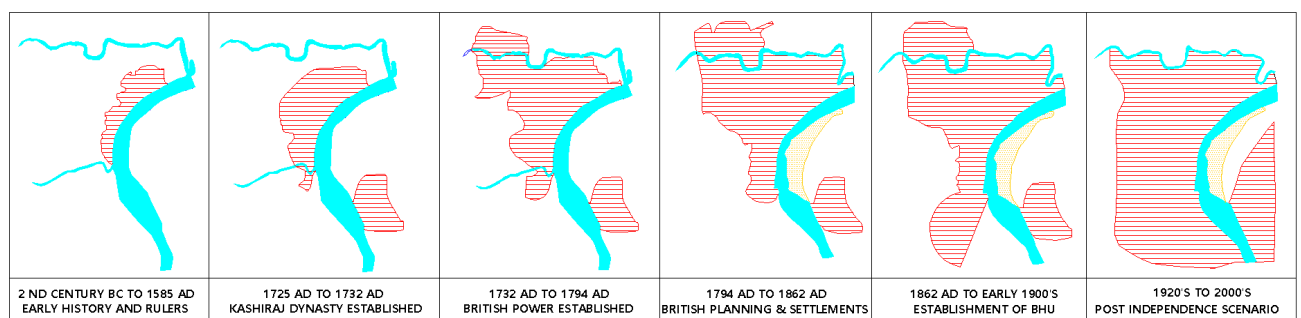 2 ND CENTURY BC TO 1585 AD
EARLY HISTORY AND RULERS
1725 AD TO 1732 AD
KASHIRAJ DYNASTY ESTABLISHED
1732 AD TO 1794 AD
BRITISH POWER ESTABLISHED
1794 AD TO 1862 AD
BRITISH PLANNING & SETTLEMENTS
1862 AD TO EARLY 1900'S
ESTABLISHMENT OF BHU
1920'S TO 2000'S
POST INDEPENDENCE SCENARIO